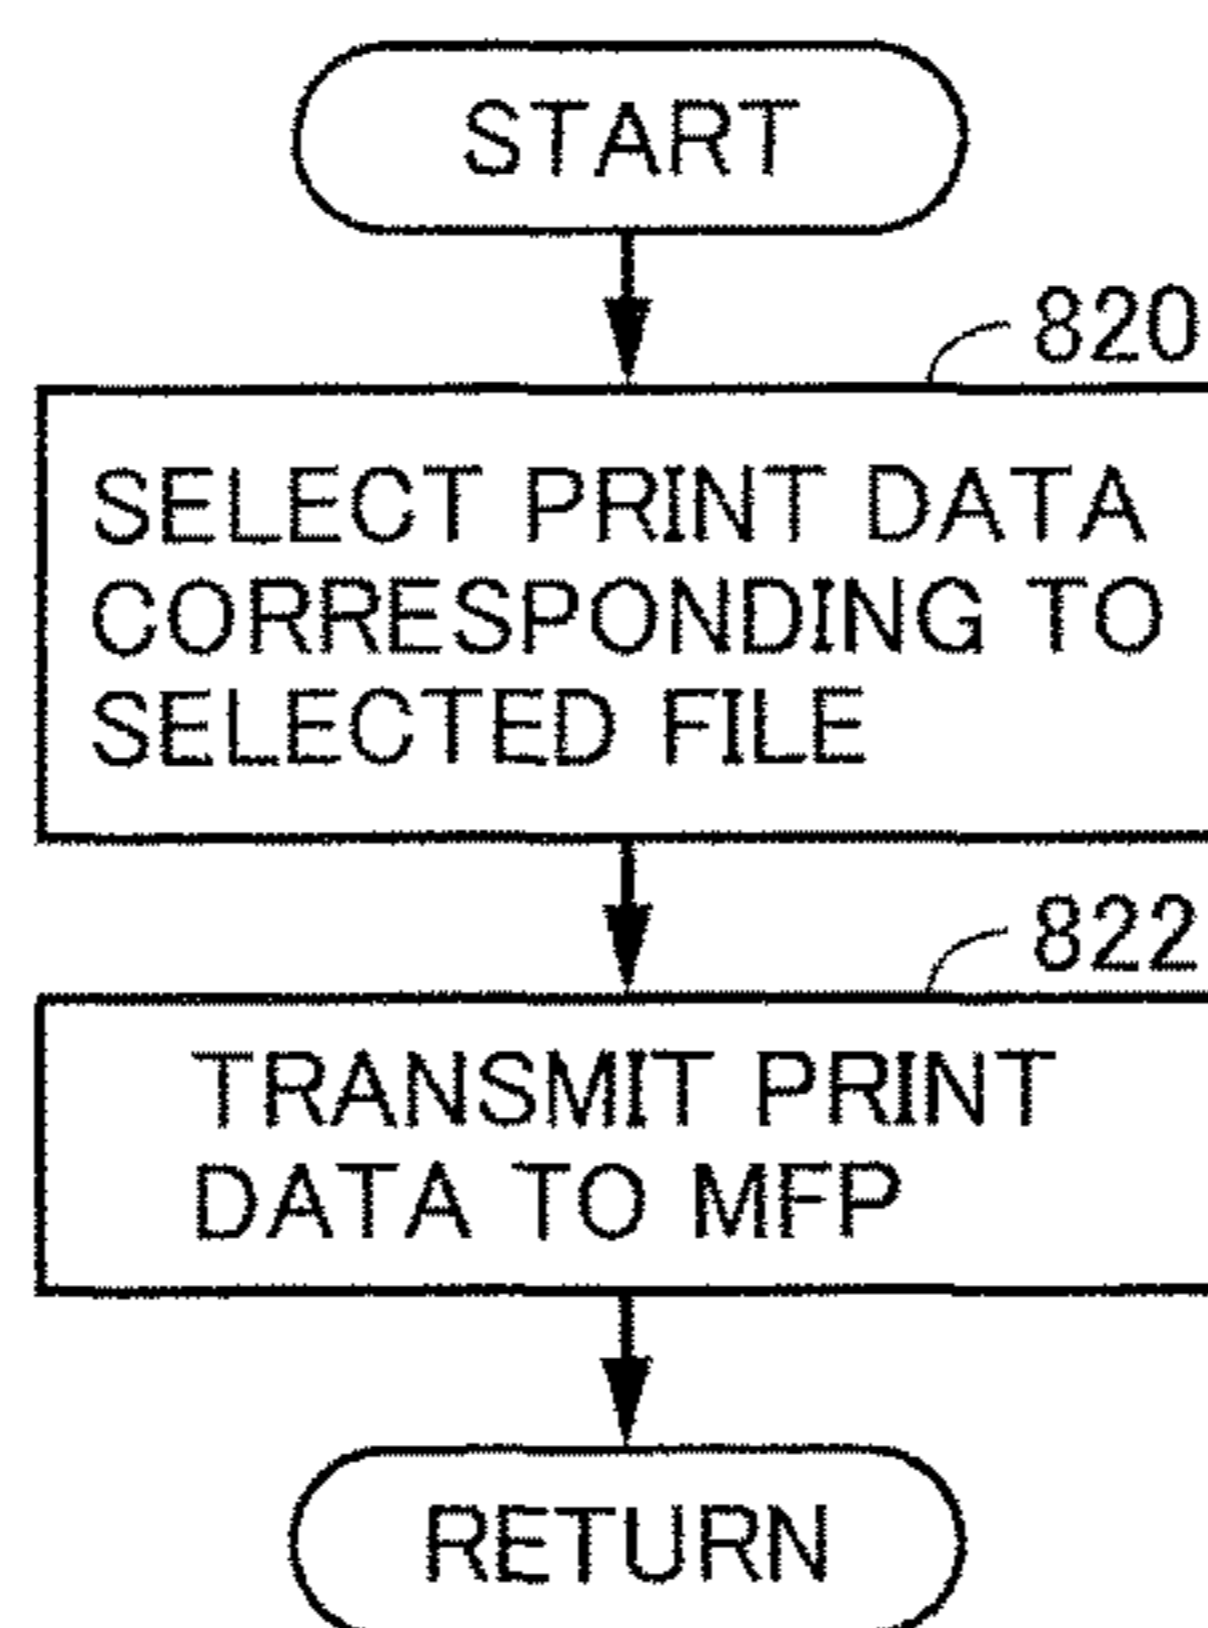 START
820
SELECT PRINT DATA
CORRESPONDING TO
SELECTED FILE
822
TRANSMIT PRINT
DATA TO MFP
RETURN